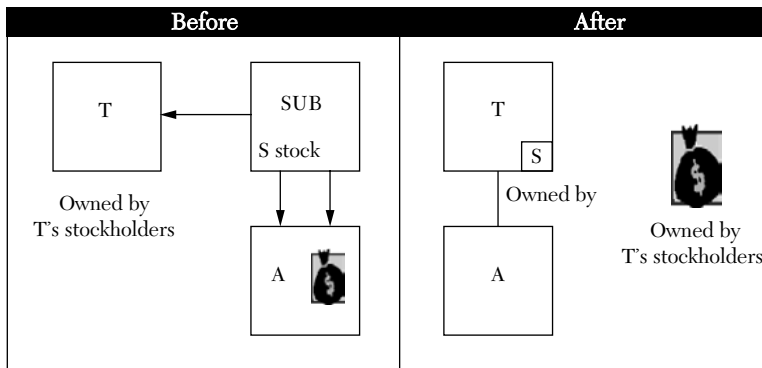 Before
After
T
SUB
S stock
Owned by
T's stockholders
A
$
T
S
Owned by
A
$
Owned by
T's stockholders